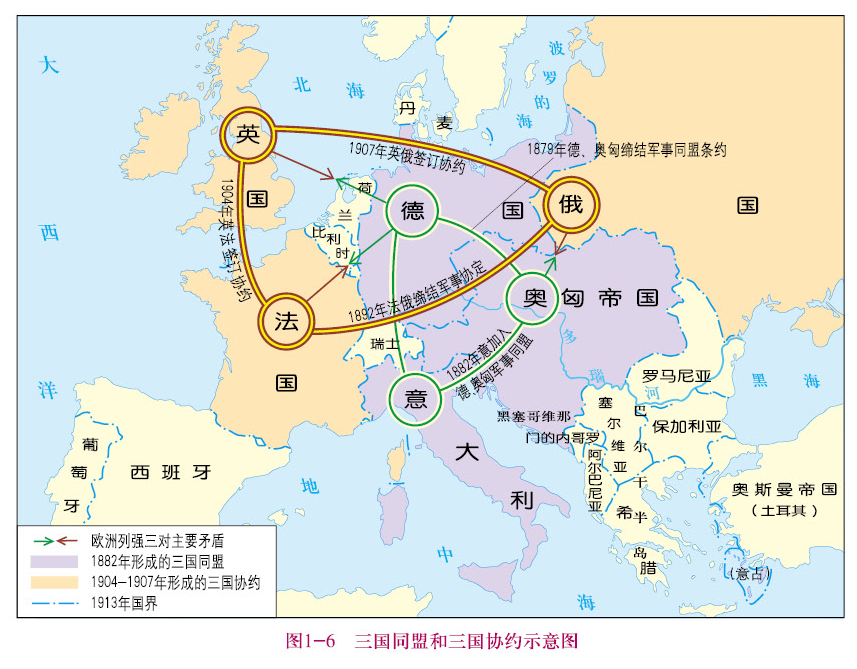 大
西
洋
北 海
波
罗
的
海
丹
麦
英
国
1907年英俄签订协约
1879年德、奥匈缔结军事同盟条约
1904年英法签订协约
荷
兰
比利时
德 国
俄
国
法
国
1892年法俄缔结军事协定
奥匈帝国
瑞士
1882年意加入
德奥匈军事同盟
意
大
利
多
瑙
河
罗马尼亚
黑 海
黑塞哥维那
门的内哥罗
塞
尔
维
亚
巴
尔
干
半
岛
保加利亚
阿
尔
巴
尼
亚
希
腊
葡
萄
牙
西班牙
奥斯曼帝国
（土耳其）
(意占)
地
中
海
欧洲列强三对主要矛盾
1882年形成的三国同盟
1904—1907年形成的三国协约
1913年国界
图1-6 三国同盟和三国协约示意图